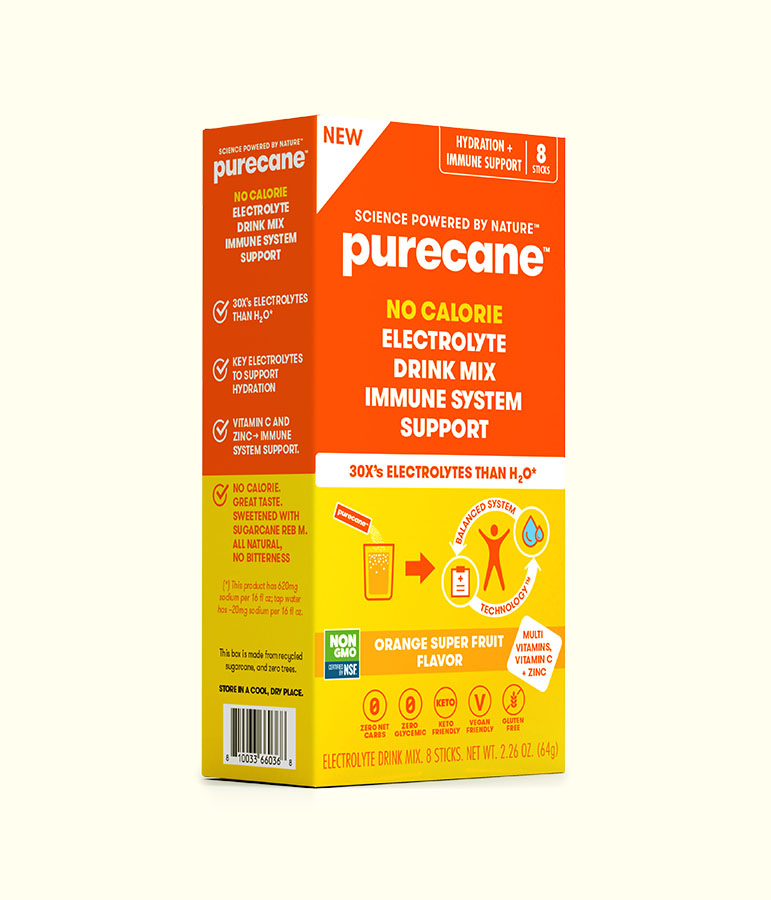 SCIENCE POWERED BY NATURE™
purecane™
NO CALORIE
ELECTROLYTE
DRINK MIX
IMMUNE SYSTEM
SUPPORT
30X's ELECTROLYTES
THAN H₂O*
KEY ELECTROLYTES
TO SUPPORT
HYDRATION
VITAMIN C AND
ZINC→ IMMUNE
SYSTEM SUPPORT.
NO CALORIE.
GREAT TASTE.
SWEETENED WITH
SUGARCANE REB M.
ALL NATURAL,
NO BITTERNESS
(*) This product has 620mg
sodium per 16 fl oz; tap water
has ~20mg sodium per 16 fl oz.
This box is made from recycled
sugarcane, and zero trees.
STORE IN A COOL, DRY PLACE.
8 10033 66036 8
NEW
HYDRATION +
IMMUNE SUPPORT
8
STICKS
SCIENCE POWERED BY NATURE™
purecane™
NO CALORIE
ELECTROLYTE
DRINK MIX
IMMUNE SYSTEM
SUPPORT
30X's ELECTROLYTES THAN H₂O*
purecane™
BALANCED SYSTEM
TECHNOLOGY™
NON
GMO
CERTIFIED
BY NSF
ORANGE SUPER FRUIT
FLAVOR
MULTI
VITAMINS,
VITAMIN C
+ ZINC
0
ZERO NET
CARBS
0
ZERO
GLYCEMIC
KETO
KETO
FRIENDLY
V
VEGAN
FRIENDLY
GLUTEN
FREE
ELECTROLYTE DRINK MIX. 8 STICKS. NET WT. 2.26 OZ. (64g)